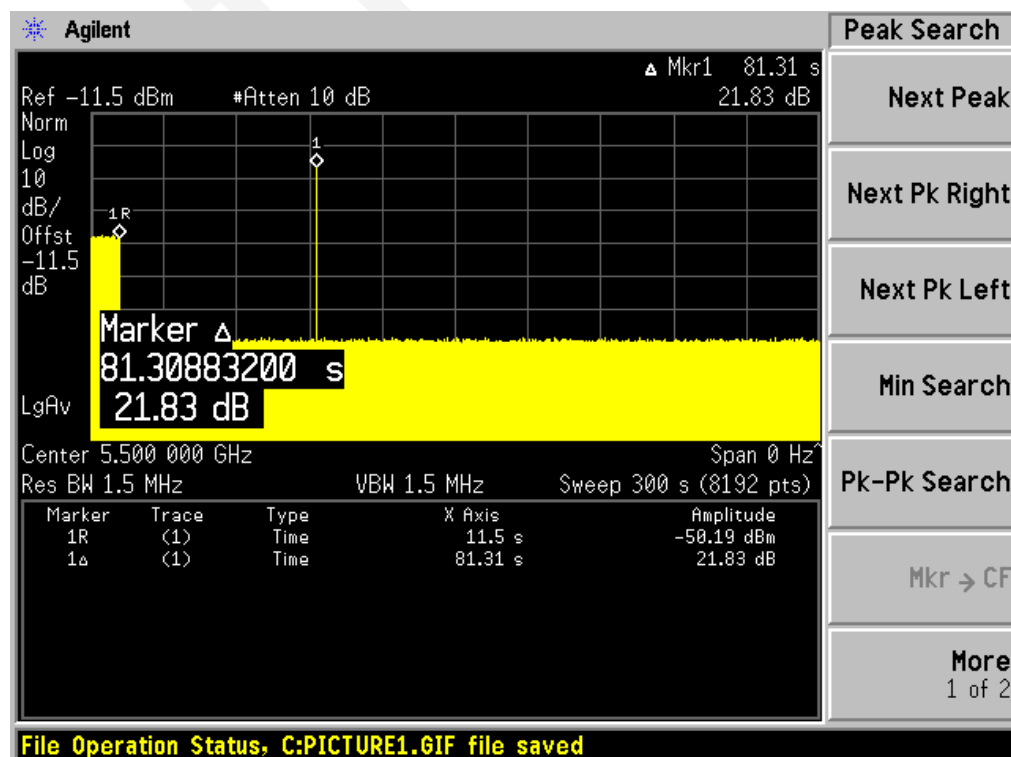 Agilent
Peak Search
Δ Mkr1 81.31 s
Ref -11.5 dBm #Atten 10 dB 21.83 dB
Norm
Log
10
dB/
Offst
-11.5
dB
1
1R
Marker Δ
81.30883200 s
21.83 dB
LgAv
Center 5.500 000 GHz Span 0 Hz^
Res BW 1.5 MHz VBW 1.5 MHz Sweep 300 s (8192 pts)
Marker Trace Type X Axis Amplitude
1R (1) Time 11.5 s -50.19 dBm
1Δ (1) Time 81.31 s 21.83 dB
Next Peak
Next Pk Right
Next Pk Left
Min Search
Pk-Pk Search
Mkr → CF
More
1 of 2
File Operation Status, C:PICTURE1.GIF file saved